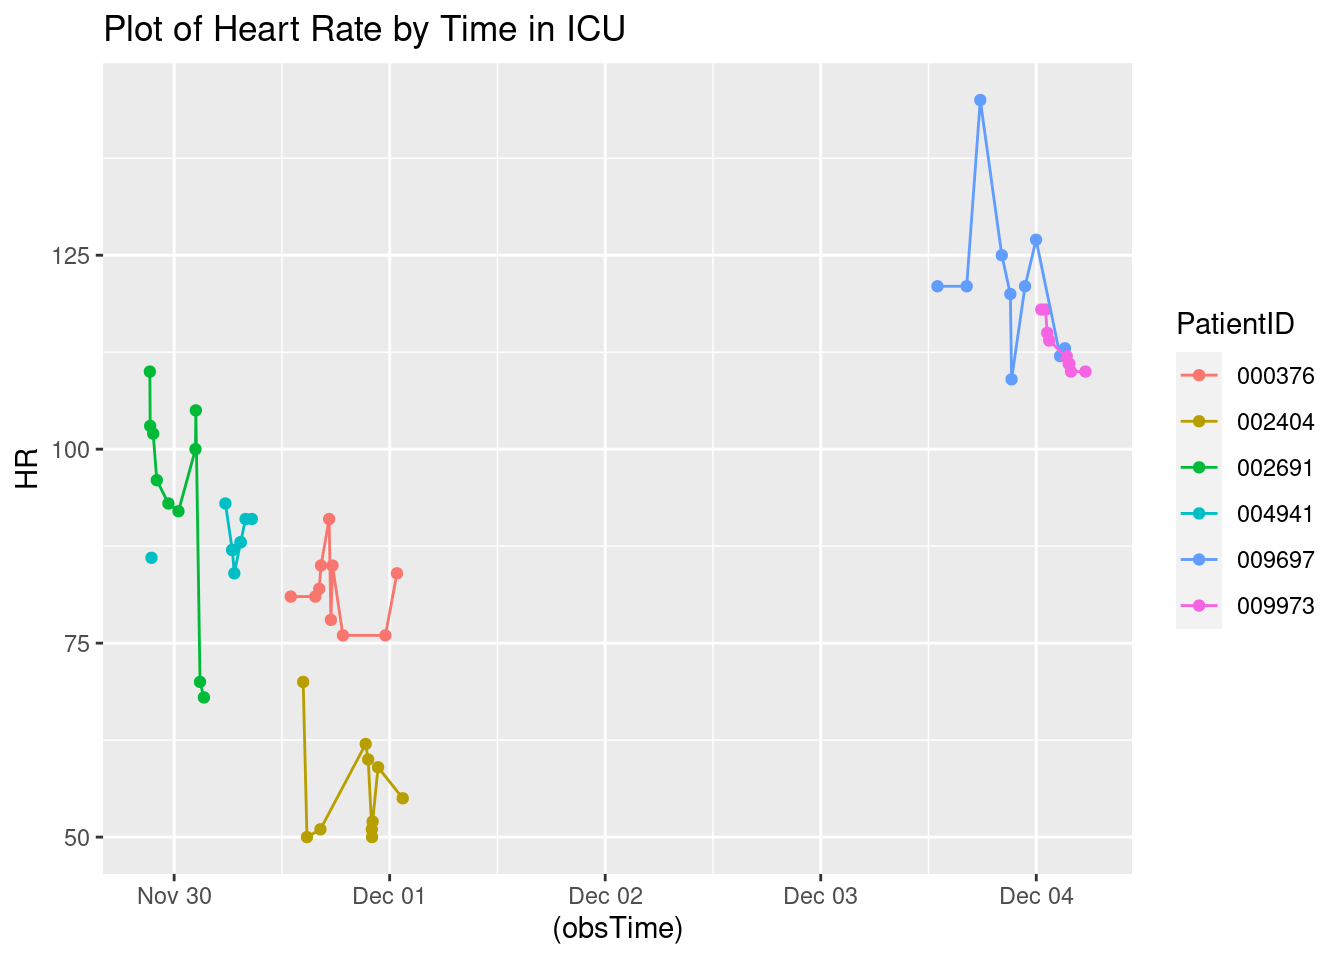 Plot of Heart Rate by Time in ICU
HR
125
100
75
50
Nov 30
Dec 01
Dec 02
Dec 03
Dec 04
(obsTime)
PatientID
000376
002404
002691
004941
009697
009973